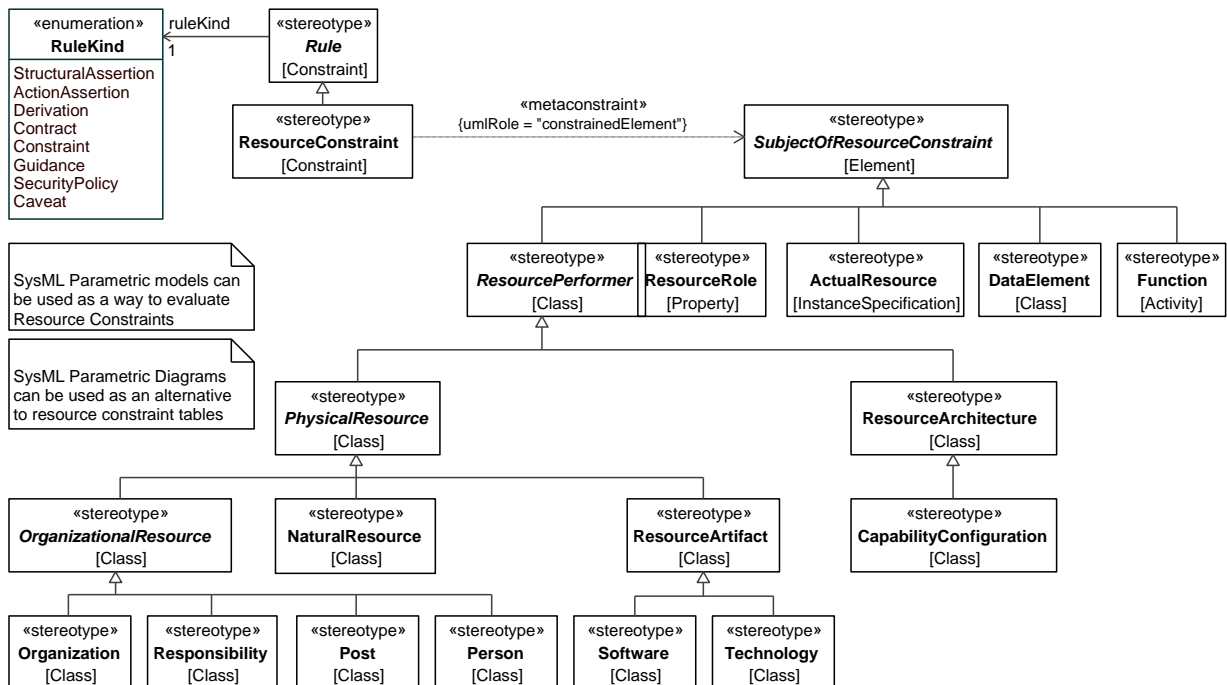 «enumeration»
RuleKind
StructuralAssertion
ActionAssertion
Derivation
Contract
Constraint
Guidance
SecurityPolicy
Caveat
ruleKind
1
«stereotype»
Rule
[Constraint]
«stereotype»
ResourceConstraint
[Constraint]
«metaconstraint»
{umlRole = "constrainedElement"}
«stereotype»
SubjectOfResourceConstraint
[Element]
SysML Parametric models can
be used as a way to evaluate
Resource Constraints
SysML Parametric Diagrams
can be used as an alternative
to resource constraint tables
«stereotype»
ResourcePerformer
[Class]
«stereotype»
ResourceRole
[Property]
«stereotype»
ActualResource
[InstanceSpecification]
«stereotype»
DataElement
[Class]
«stereotype»
Function
[Activity]
«stereotype»
PhysicalResource
[Class]
«stereotype»
ResourceArchitecture
[Class]
«stereotype»
OrganizationalResource
[Class]
«stereotype»
NaturalResource
[Class]
«stereotype»
ResourceArtifact
[Class]
«stereotype»
CapabilityConfiguration
[Class]
«stereotype»
Organization
[Class]
«stereotype»
Responsibility
[Class]
«stereotype»
Post
[Class]
«stereotype»
Person
[Class]
«stereotype»
Software
[Class]
«stereotype»
Technology
[Class]